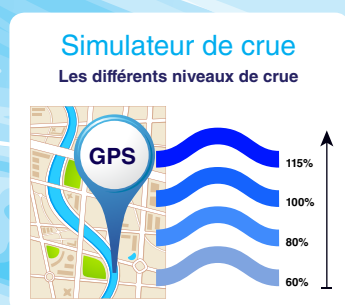 Simulateur de crue
Les différents niveaux de crue
GPS
115%
100%
80%
60%